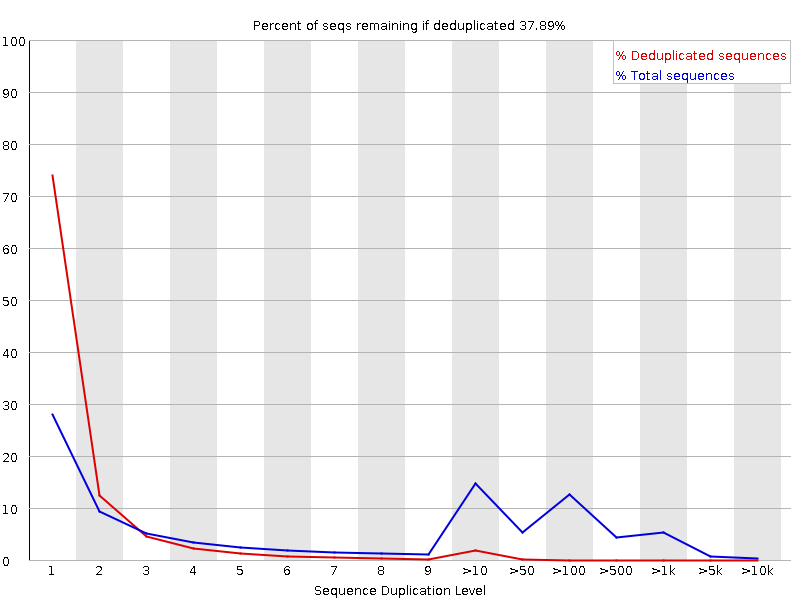 Percent of seqs remaining if deduplicated 37.89%
% Deduplicated sequences
% Total sequences
100
90
80
70
60
50
40
30
20
10
0
1 2 3 4 5 6 7 8 9 >10 >50 >100 >500 >1k >5k >10k
Sequence Duplication Level